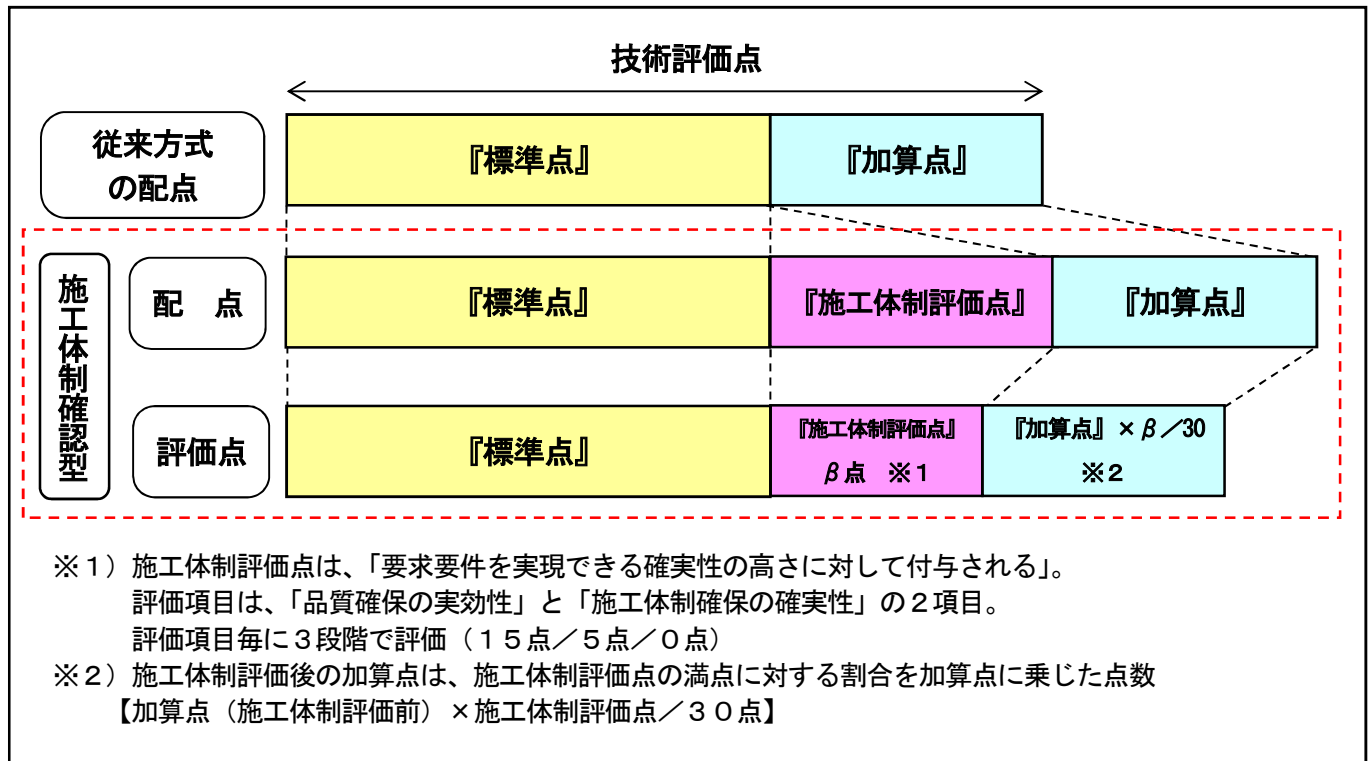 技術評価点
従来方式
の配点
『標準点』
『加算点』
施工体制確認型
配 点
『標準点』
『施工体制評価点』
『加算点』
評価点
『標準点』
『施工体制評価点』
β点 ※1
『加算点』×β/30
※2
※1）施工体制評価点は、「要求要件を実現できる確実性の高さに対して付与される」。
評価項目は、「品質確保の実効性」と「施工体制確保の確実性」の２項目。
評価項目毎に３段階で評価（１５点／５点／０点）
※２）施工体制評価後の加算点は、施工体制評価点の満点に対する割合を加算点に乗じた点数
【加算点（施工体制評価前）×施工体制評価点／３０点】